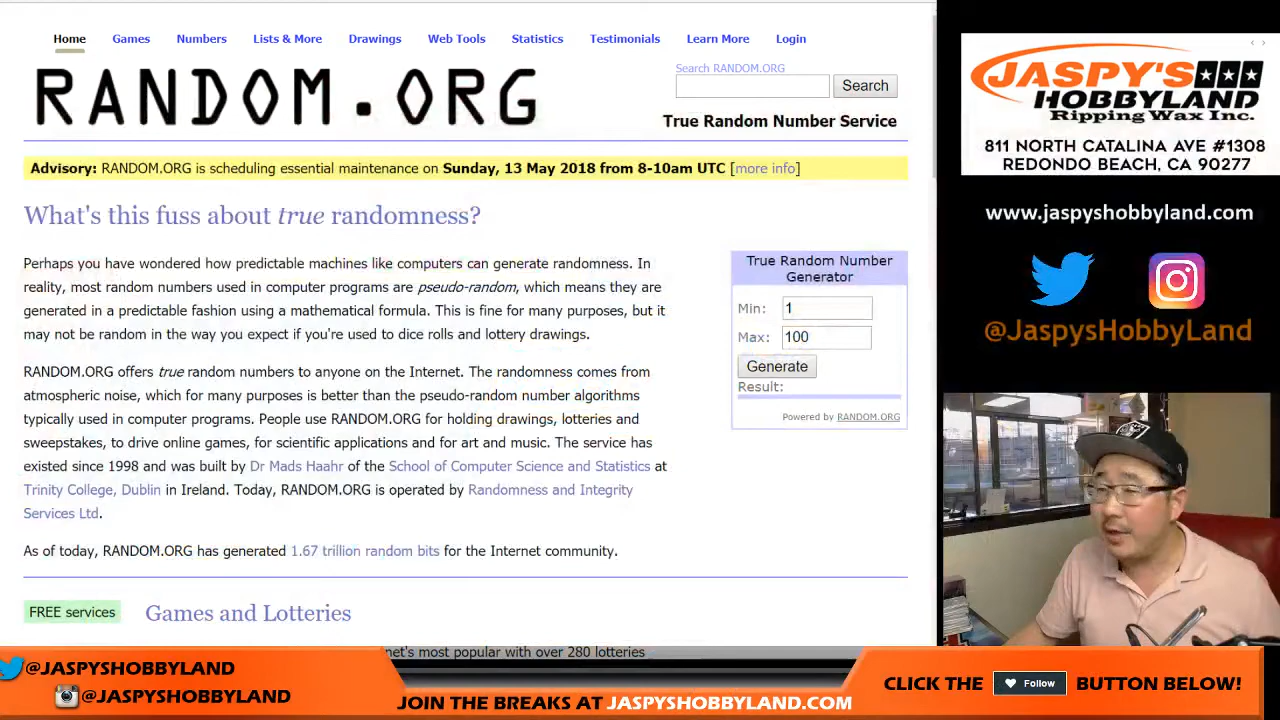 Home Games Numbers Lists & More Drawings Web Tools Statistics Testimonials Learn More Login
RANDOM.ORG
Search RANDOM.ORG
Search
True Random Number Service
Advisory: RANDOM.ORG is scheduling essential maintenance on Sunday, 13 May 2018 from 8-10am UTC [more info]
What's this fuss about true randomness?
Perhaps you have wondered how predictable machines like computers can generate randomness. In
reality, most random numbers used in computer programs are pseudo-random, which means they are
generated in a predictable fashion using a mathematical formula. This is fine for many purposes, but it
may not be random in the way you expect if you're used to dice rolls and lottery drawings.
RANDOM.ORG offers true random numbers to anyone on the Internet. The randomness comes from
atmospheric noise, which for many purposes is better than the pseudo-random number algorithms
typically used in computer programs. People use RANDOM.ORG for holding drawings, lotteries and
sweepstakes, to drive online games, for scientific applications and for art and music. The service has
existed since 1998 and was built by Dr Mads Haahr of the School of Computer Science and Statistics at
Trinity College, Dublin in Ireland. Today, RANDOM.ORG is operated by Randomness and Integrity
Services Ltd.
As of today, RANDOM.ORG has generated 1.67 trillion random bits for the Internet community.
True Random Number
Generator
Min: 1
Max: 100
Generate
Result:
Powered by RANDOM.ORG
FREE services
Games and Lotteries
net's most popular with over 280 lotteries
JASPY'S
HOBBYLAND
Ripping Wax Inc.
811 NORTH CATALINA AVE #1308
REDONDO BEACH, CA 90277
www.jaspyshobbyland.com
@JaspysHobbyLand
@JASPYSHOBBYLAND
@JASPYSHOBBYLAND
JOIN THE BREAKS AT JASPYSHOBBYLAND.COM
CLICK THE Follow BUTTON BELOW!